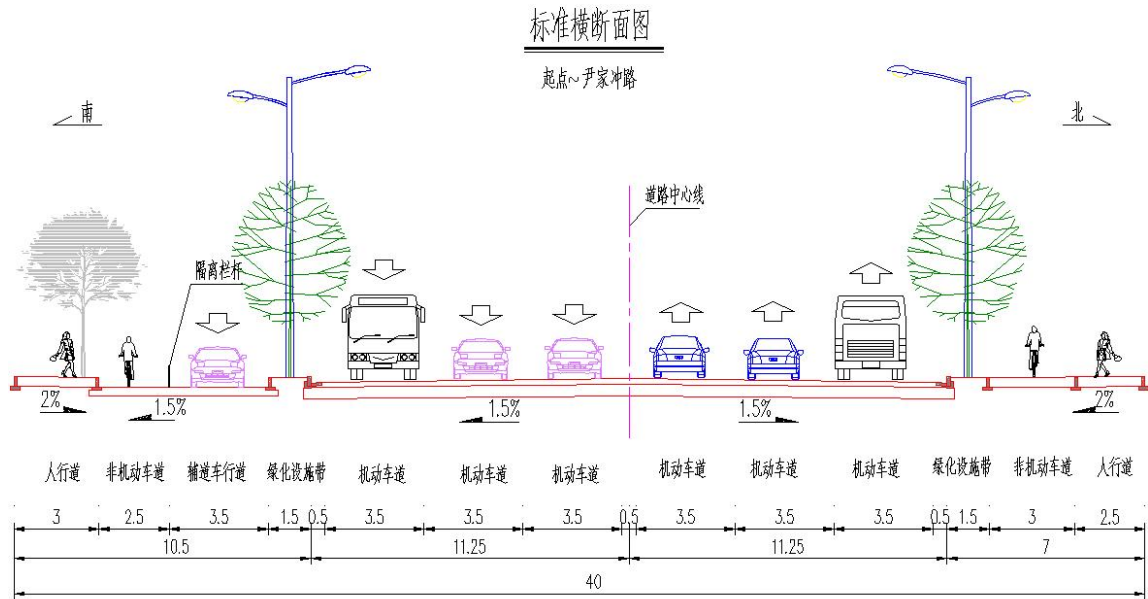 标准横断面图
起点~尹家冲路
南
北
道路中心线
隔离栏杆
2%
1.5%
1.5%
1.5%
2%
人行道 非机动车道 辅道车行道 绿化设施带 机动车道 机动车道 机动车道 机动车道 机动车道 机动车道 绿化设施带 非机动车道 人行道
3 2.5 3.5 1.5 0.5 3.5 3.5 3.5 0.5 3.5 3.5 3.5 0.5 1.5 3 2.5
10.5 11.25 11.25 7
40